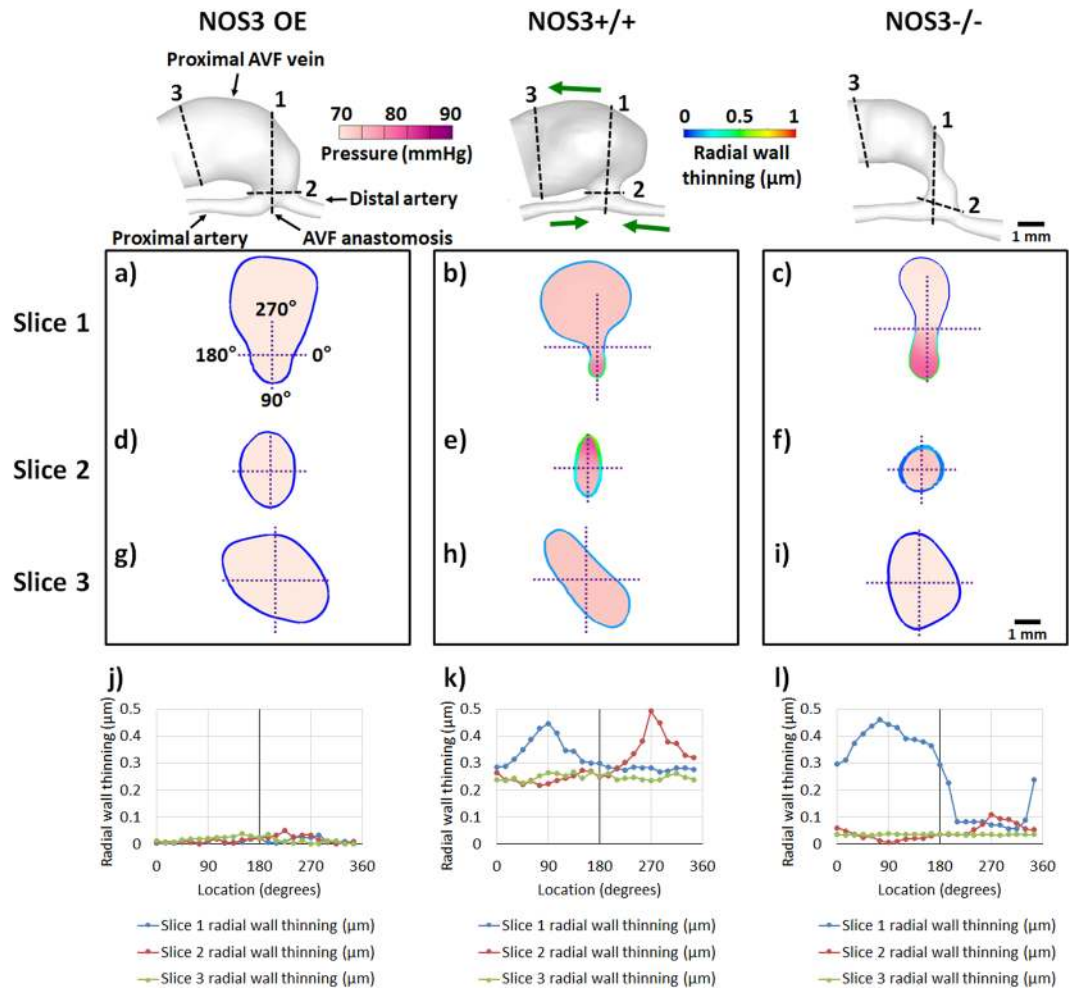 NOS3 OE NOS3+/+ NOS3-/-
Proximal AVF vein
3 1 3 1 1 3
70 80 90
Pressure (mmHg)
0 0.5 1
Radial wall
thinning (µm)
2 2 2
Distal artery
Proximal artery AVF anastomosis
1 mm
a) b) c)
Slice 1
270°
180° 0°
90°
d) e) f)
Slice 2
g) h) i)
Slice 3
1 mm
j) k) l)
Radial wall thinning (µm)
0.5
0.4
0.3
0.2
0.1
0
0 90 180 270 360
Location (degrees)
Slice 1 radial wall thinning (µm)
Slice 2 radial wall thinning (µm)
Slice 3 radial wall thinning (µm)
Radial wall thinning (µm)
0.5
0.4
0.3
0.2
0.1
0
0 90 180 270 360
Location (degrees)
Slice 1 radial wall thinning (µm)
Slice 2 radial wall thinning (µm)
Slice 3 radial wall thinning (µm)
Radial wall thinning (µm)
0.5
0.4
0.3
0.2
0.1
0
0 90 180 270 360
Location (degrees)
Slice 1 radial wall thinning (µm)
Slice 2 radial wall thinning (µm)
Slice 3 radial wall thinning (µm)